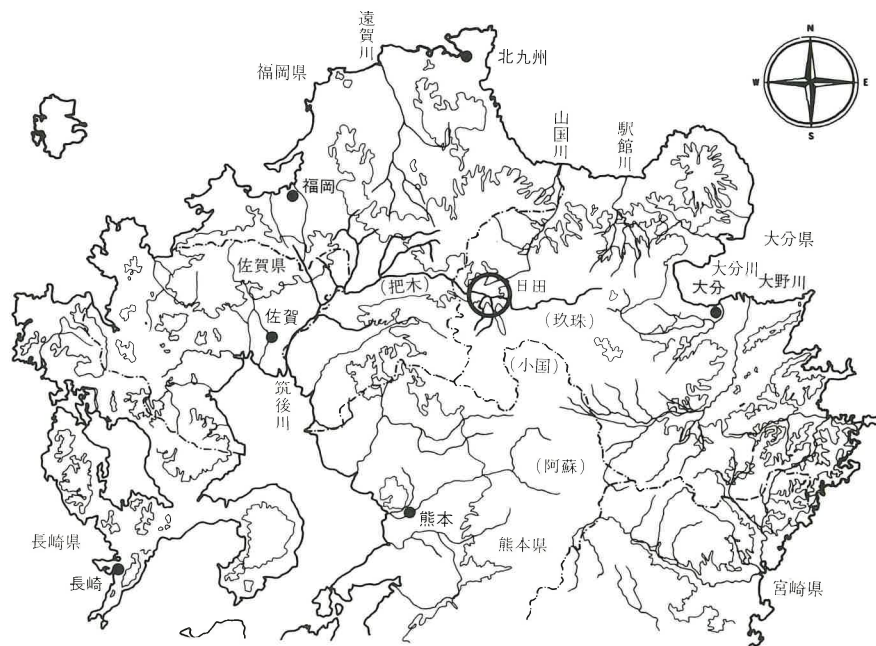 遠賀川
北九州
福岡県
N
W
E
S
山国川
駅館川
福岡
大分県
佐賀県
(把木)
日田
大分川
大分
大野川
佐賀
(玖珠)
(小国)
筑後川
(阿蘇)
熊本
熊本県
長崎県
長崎
宮崎県